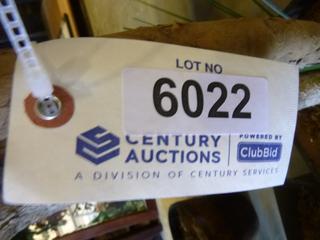 LOT NO
6022
CENTURY
AUCTIONS
POWERED BY
ClubBid
A DIVISION OF CENTURY SERVICES